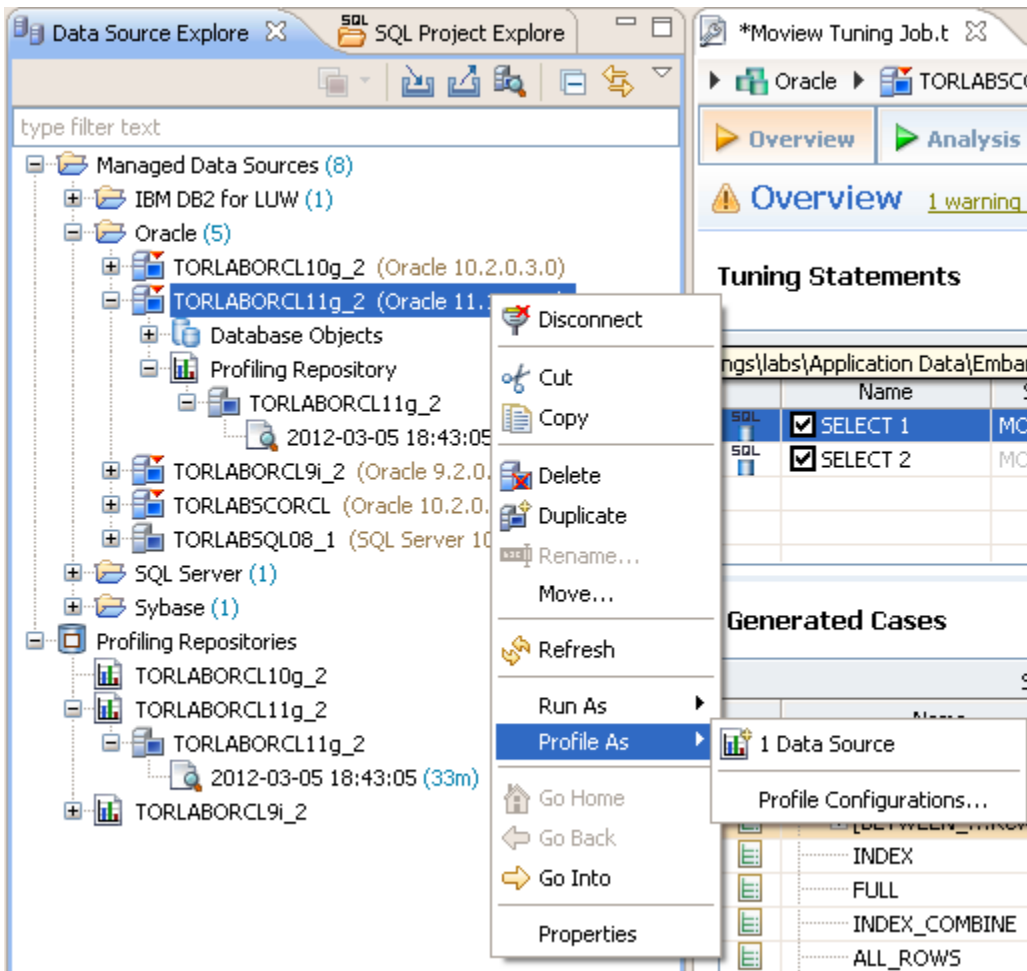 Data Source Explore
SQL Project Explore
type filter text
Managed Data Sources (8)
IBM DB2 for LUW (1)
Oracle (5)
TORLABORCL10g_2 (Oracle 10.2.0.3.0)
TORLABORCL11g_2 (Oracle 11.
Database Objects
Profiling Repository
TORLABORCL11g_2
2012-03-05 18:43:05
TORLABORCL9i_2 (Oracle 9.2.0.
TORLABSCORCL (Oracle 10.2.0.
TORLABSQL08_1 (SQL Server 10
SQL Server (1)
Sybase (1)
Profiling Repositories
TORLABORCL10g_2
TORLABORCL11g_2
TORLABORCL11g_2
2012-03-05 18:43:05 (33m)
TORLABORCL9i_2
Disconnect
Cut
Copy
Delete
Duplicate
Rename...
Move...
Refresh
Run As
Profile As
Go Home
Go Back
Go Into
Properties
1 Data Source
Profile Configurations...
*Moview Tuning Job.t
Oracle TORLABSCO
Overview Analysis
Overview 1 warning
Tuning Statements
ngs\labs\Application Data\Embar
Name
SQL SELECT 1 MO
SQL SELECT 2 MO
Generated Cases
Name
INDEX
FULL
INDEX_COMBINE
ALL_ROWS